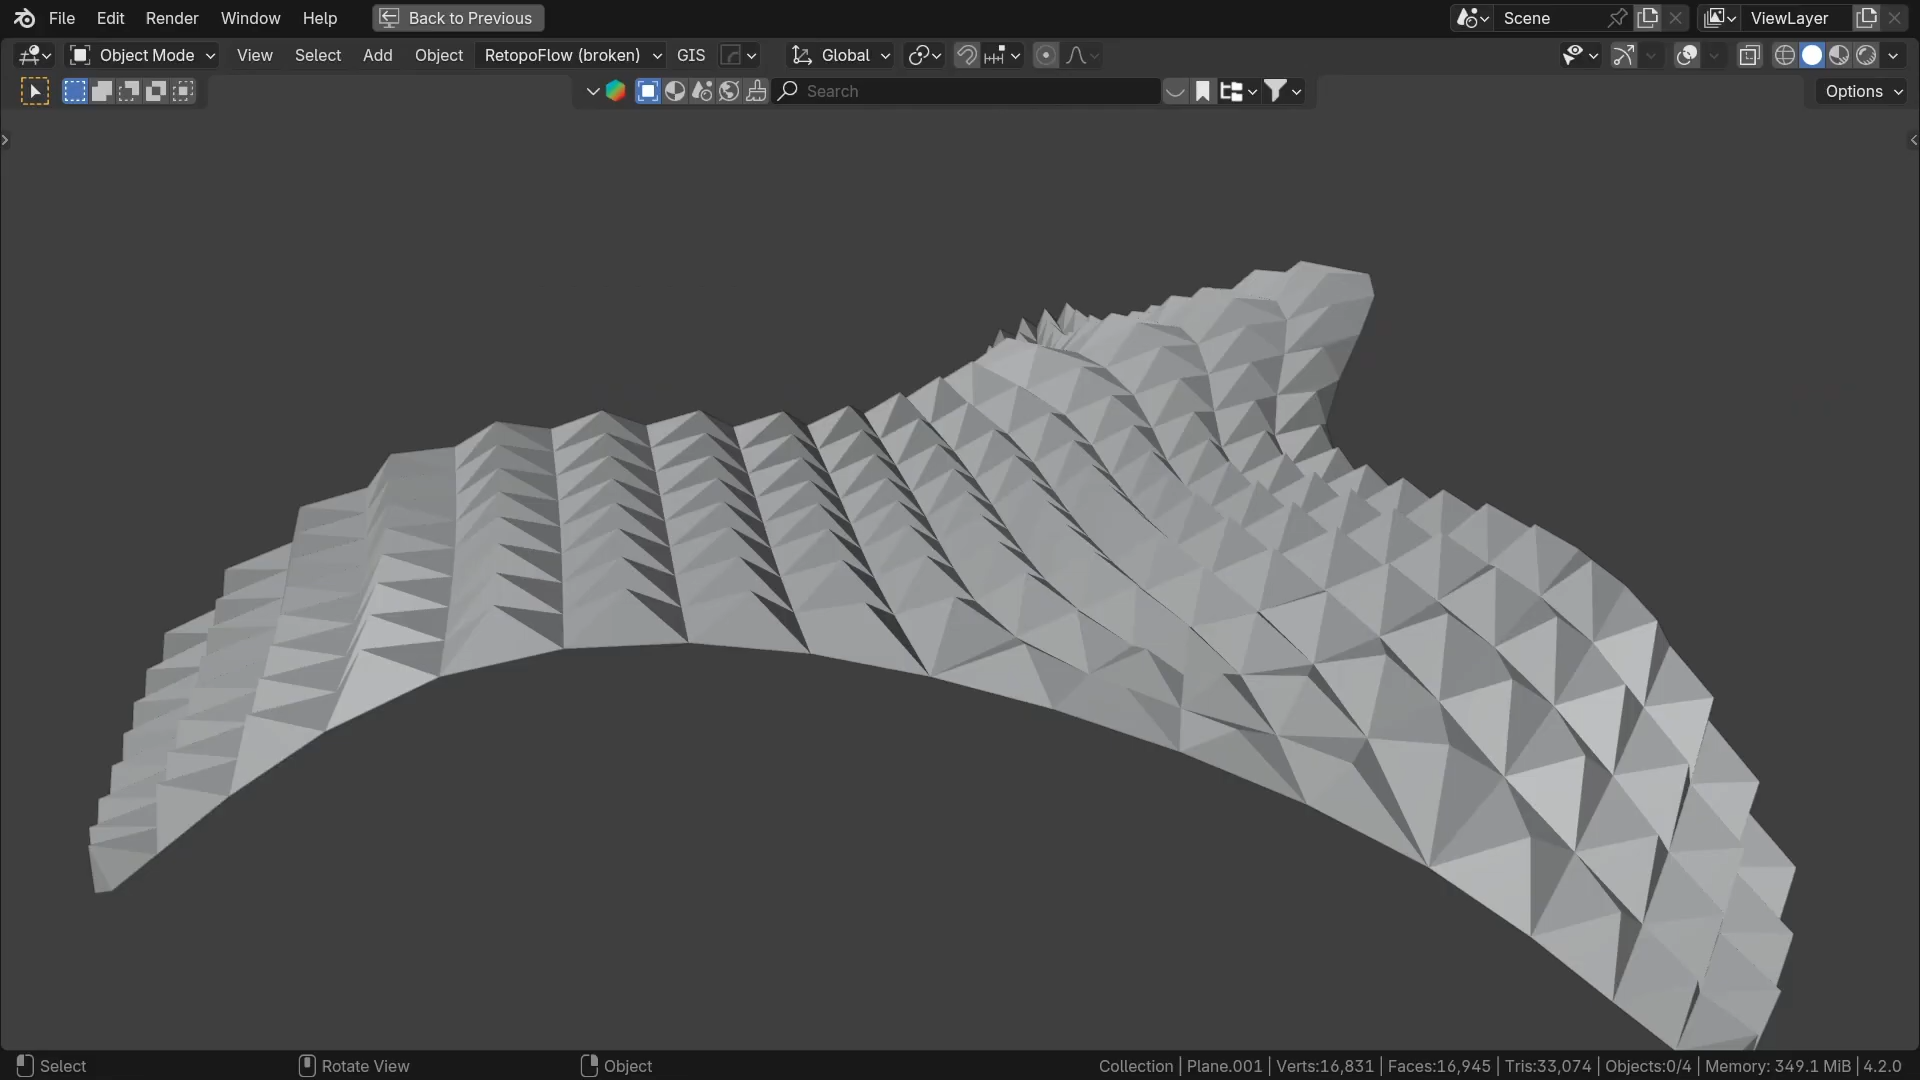 File Edit Render Window Help Back to Previous Scene ViewLayer
Object Mode View Select Add Object RetopoFlow (broken) GIS Global
Search Options
Select Rotate View Object Collection | Plane.001 | Verts:16,831 | Faces:16,945 | Tris:33,074 | Objects:0/4 | Memory: 349.1 MiB | 4.2.0